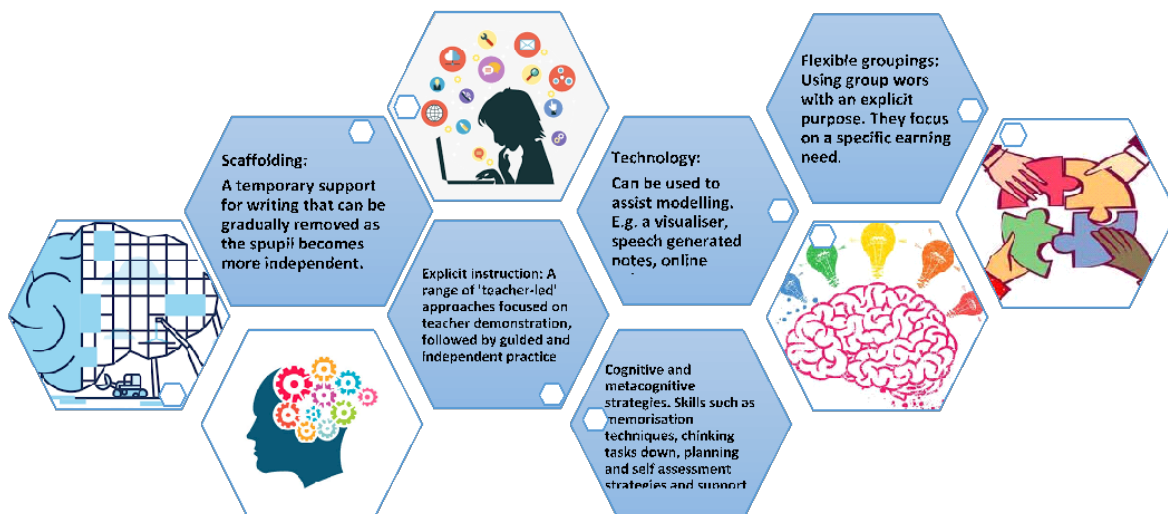 Scaffolding:
A temporary support
for writing that can be
gradually removed as
the spupil becomes
more independent.
Explicit instruction: A
range of 'teacher-led'
approaches focused on
teacher demonstration,
followed by guided and
independent practice
Technology:
Can be used to
assist modelling.
E.g. a visualiser,
speech generated
notes, online
Cognitive and
metacognitive
strategies. Skills such as
memorisation
techniques, chinking
tasks down, planning
and self assessment
strategies and support
Flexible groupings:
Using group wors
with an explicit
purpose. They focus
on a specific earning
need.